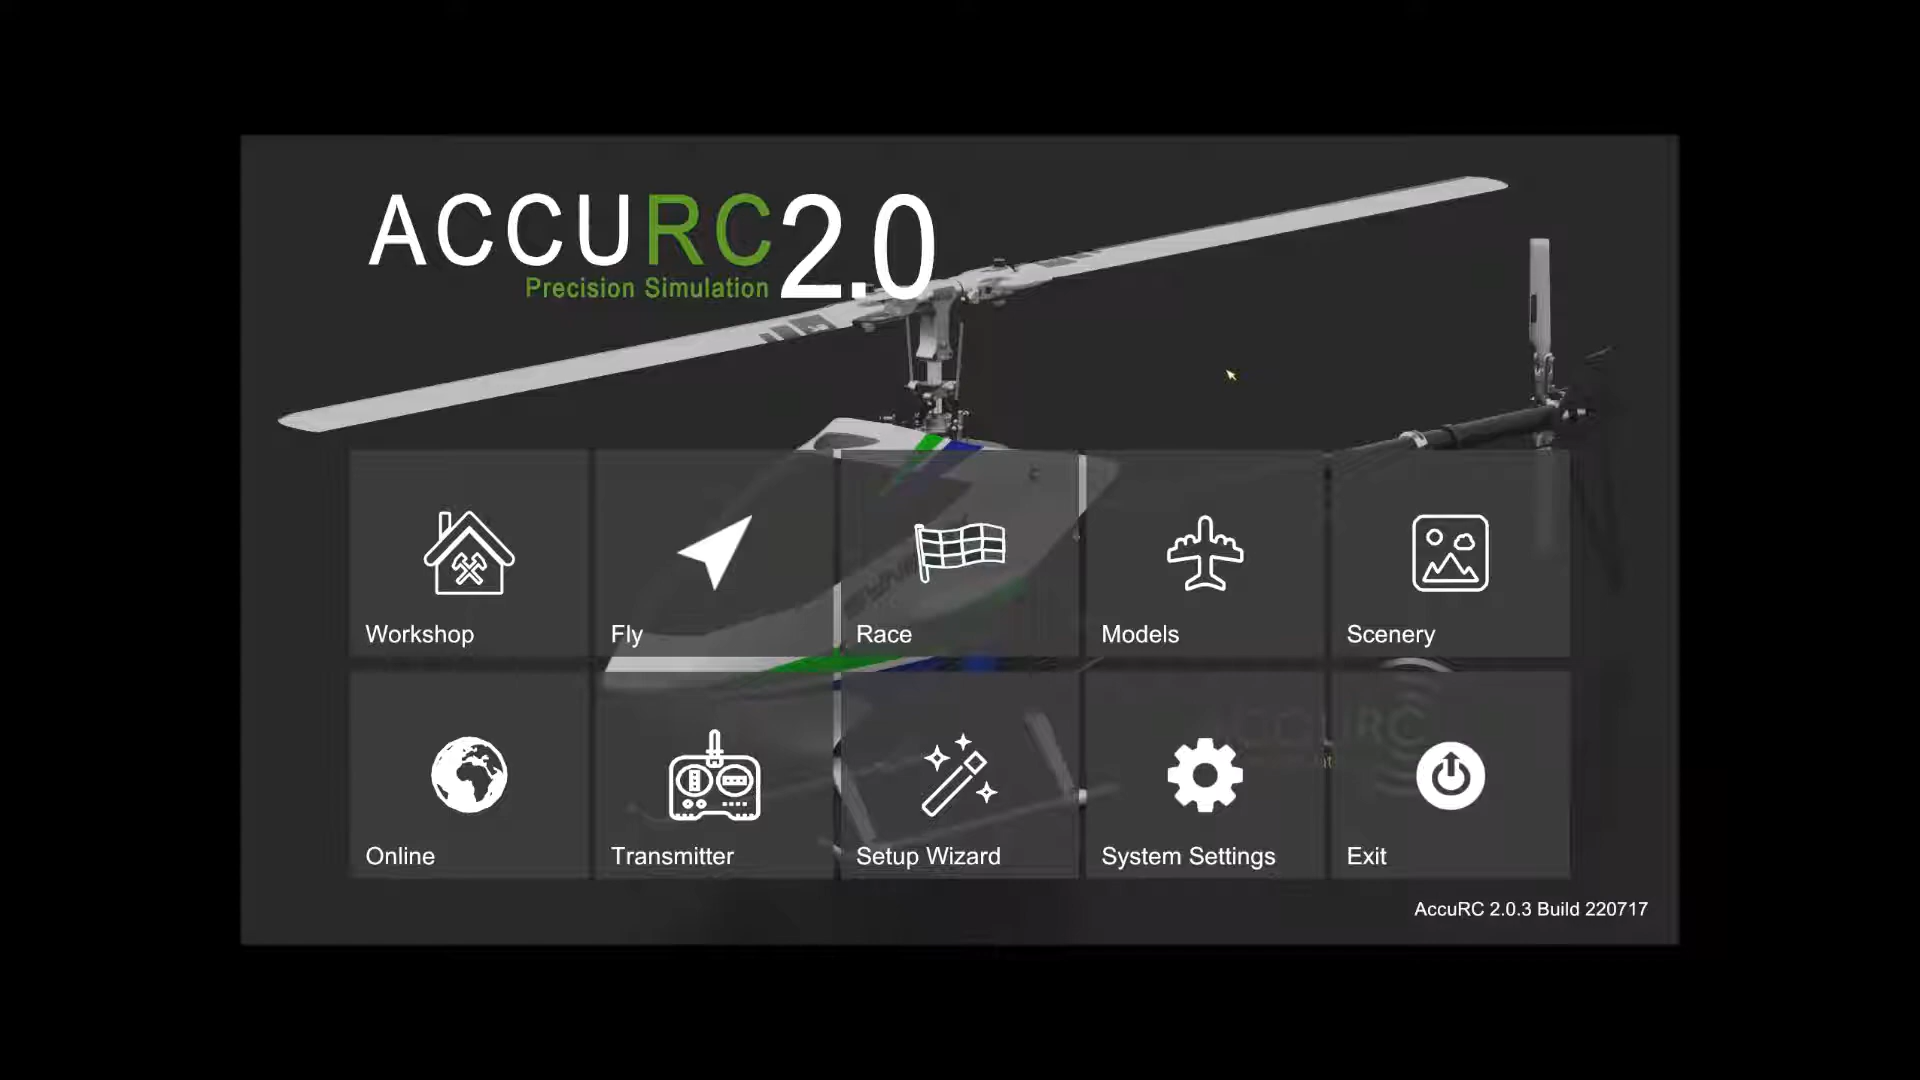 ACCURC2.0
Precision Simulation
Workshop
Fly
Race
Models
Scenery
ACCURC
Online
Transmitter
Setup Wizard
System Settings
Exit
AccuRC 2.0.3 Build 220717